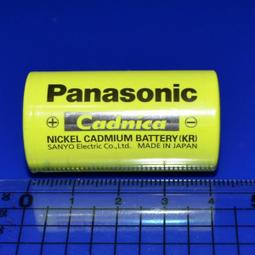 Panasonic
+ Cadnica −
NICKEL CADMIUM BATTERY(KR)
SANYO Electric Co.,Ltd. MADE IN JAPAN
0 1 2 3 4 5